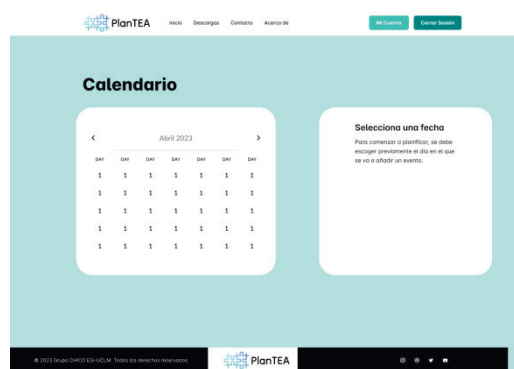 PlanTEA
Inicio Descargas Contacto Acerca de
Mi Cuenta Cerrar Sesión
Calendario
Abril 2023
DAY DAY DAY DAY DAY DAY DAY
1 1 1 1 1 1 1
1 1 1 1 1 1 1
1 1 1 1 1 1 1
1 1 1 1 1 1 1
1 1 1 1 1 1 1
Selecciona una fecha
Para comenzar a planificar, se debe
escoger previamente el día en el que
se va a añadir un evento.
© 2023 Grupo CHICO ESI-UCLM. Todos los derechos reservados
PlanTEA